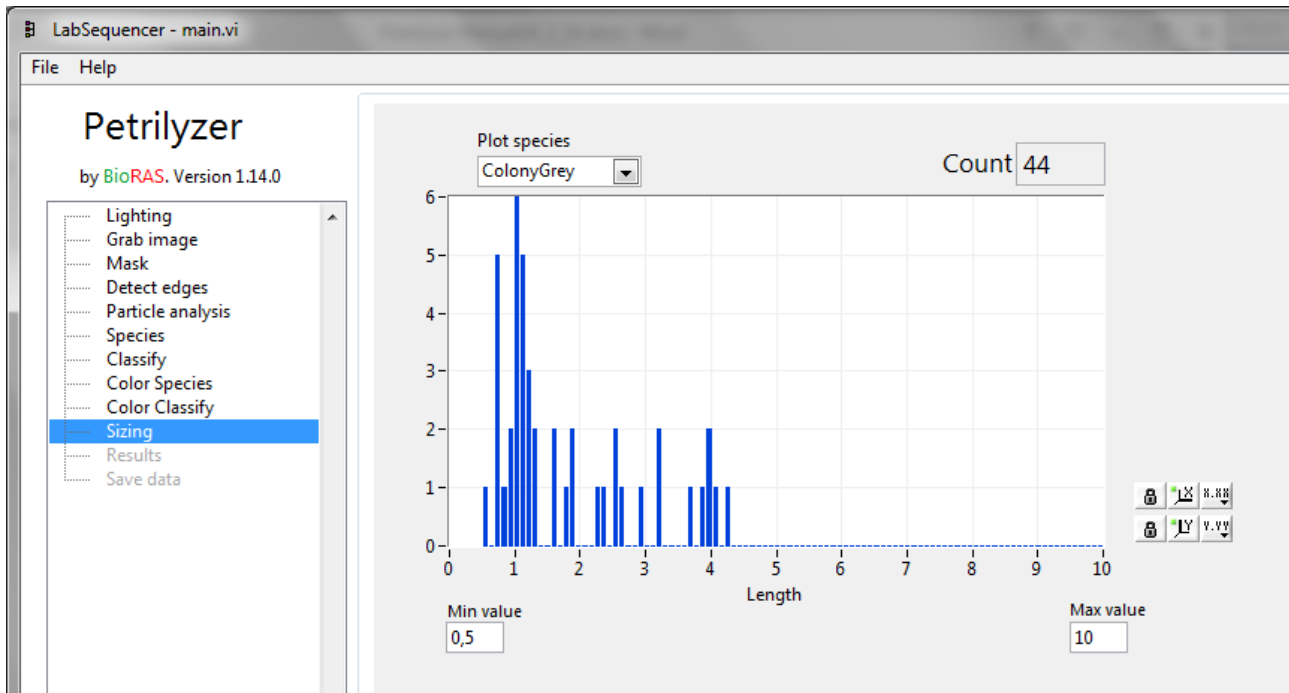 LabSequencer - main.vi
File Help
Petrilyzer
by BioRAS. Version 1.14.0
Lighting
Grab image
Mask
Detect edges
Particle analysis
Species
Classify
Color Species
Color Classify
Sizing
Results
Save data
Plot species
ColonyGrey
Count 44
6
5
4
3
2
1
0
0 1 2 3 4 5 6 7 8 9 10
Length
Min value
0,5
Max value
10
X X.XX
Y Y.YY